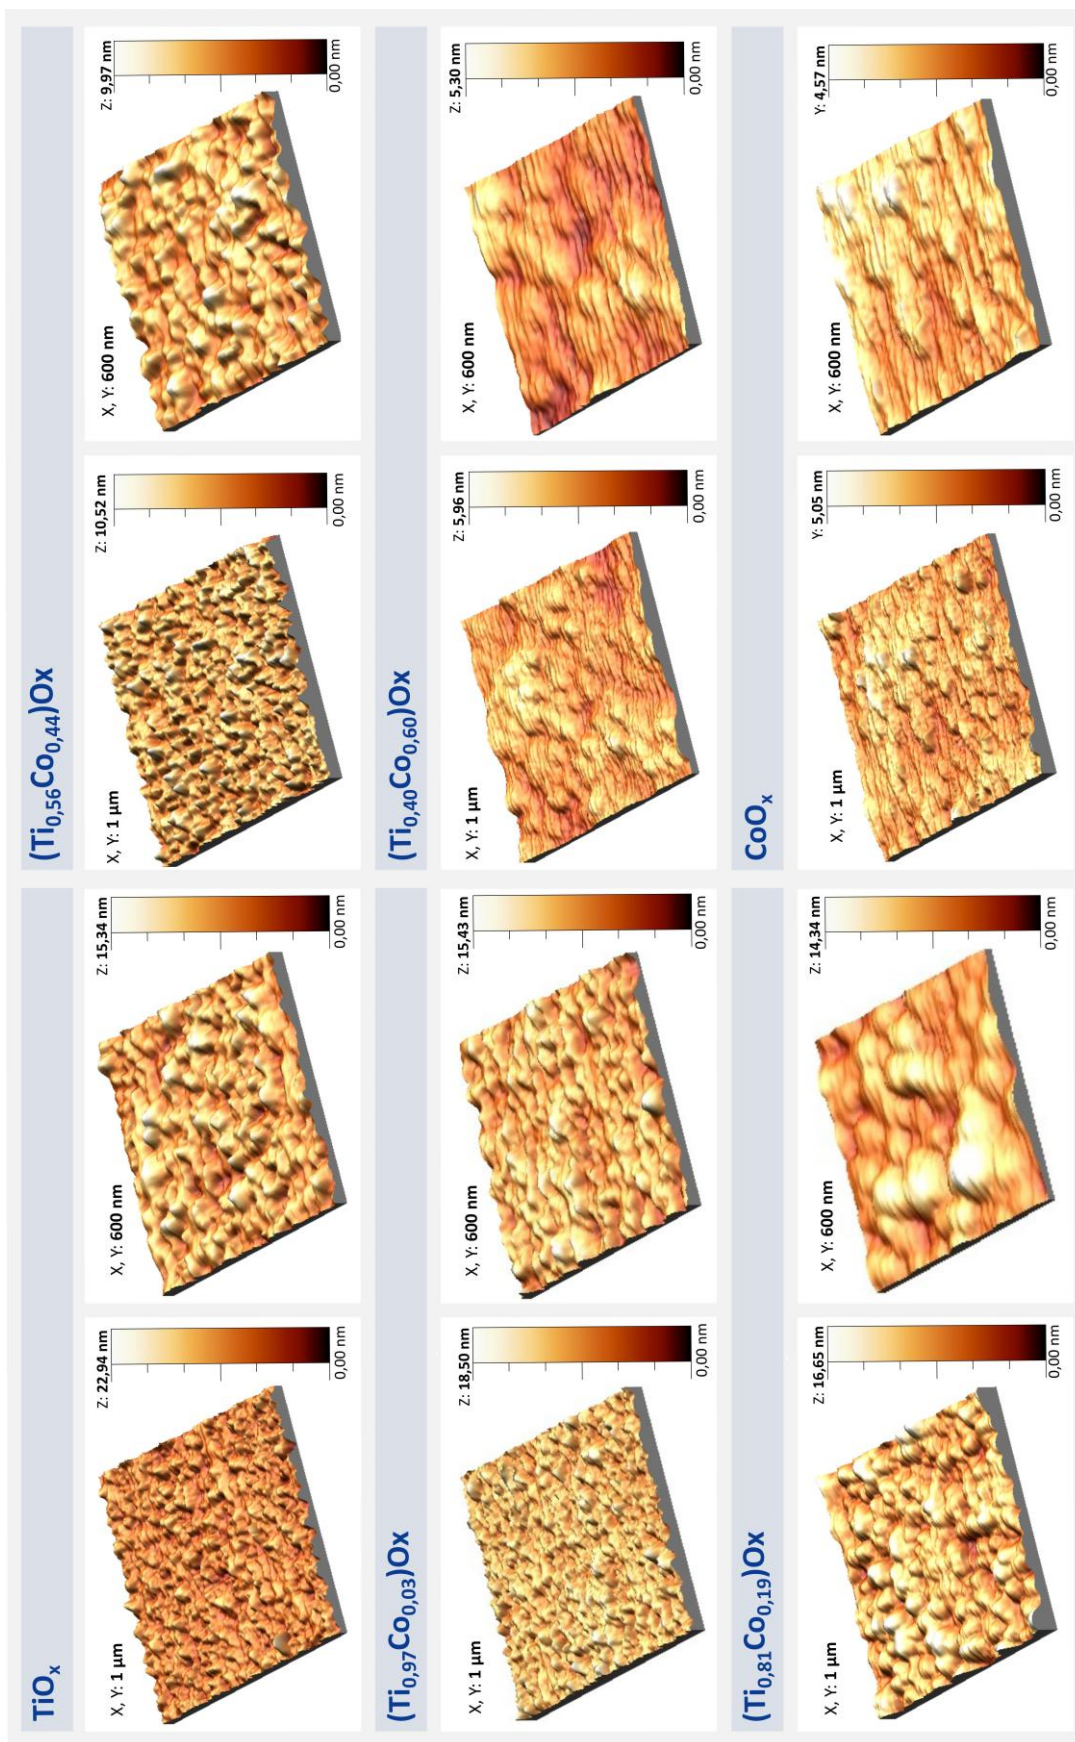 TiOₓ
X, Y: 1 µm
Z: 22,94 nm
0,00 nm
X, Y: 600 nm
Z: 15,34 nm
0,00 nm
(Ti₀,₅₆Co₀,₄₄)Ox
X, Y: 1 µm
Z: 10,52 nm
0,00 nm
X, Y: 600 nm
Z: 9,97 nm
0,00 nm
(Ti₀,₉₇Co₀,₀₃)Ox
X, Y: 1 µm
Z: 18,50 nm
0,00 nm
X, Y: 600 nm
Z: 15,43 nm
0,00 nm
(Ti₀,₄₀Co₀,₆₀)Ox
X, Y: 1 µm
Z: 5,96 nm
0,00 nm
X, Y: 600 nm
Z: 5,30 nm
0,00 nm
(Ti₀,₈₁Co₀,₁₉)Ox
X, Y: 1 µm
Z: 16,65 nm
0,00 nm
X, Y: 600 nm
Z: 14,34 nm
0,00 nm
CoOₓ
X, Y: 1 µm
Y: 5,05 nm
0,00 nm
X, Y: 600 nm
Y: 4,57 nm
0,00 nm